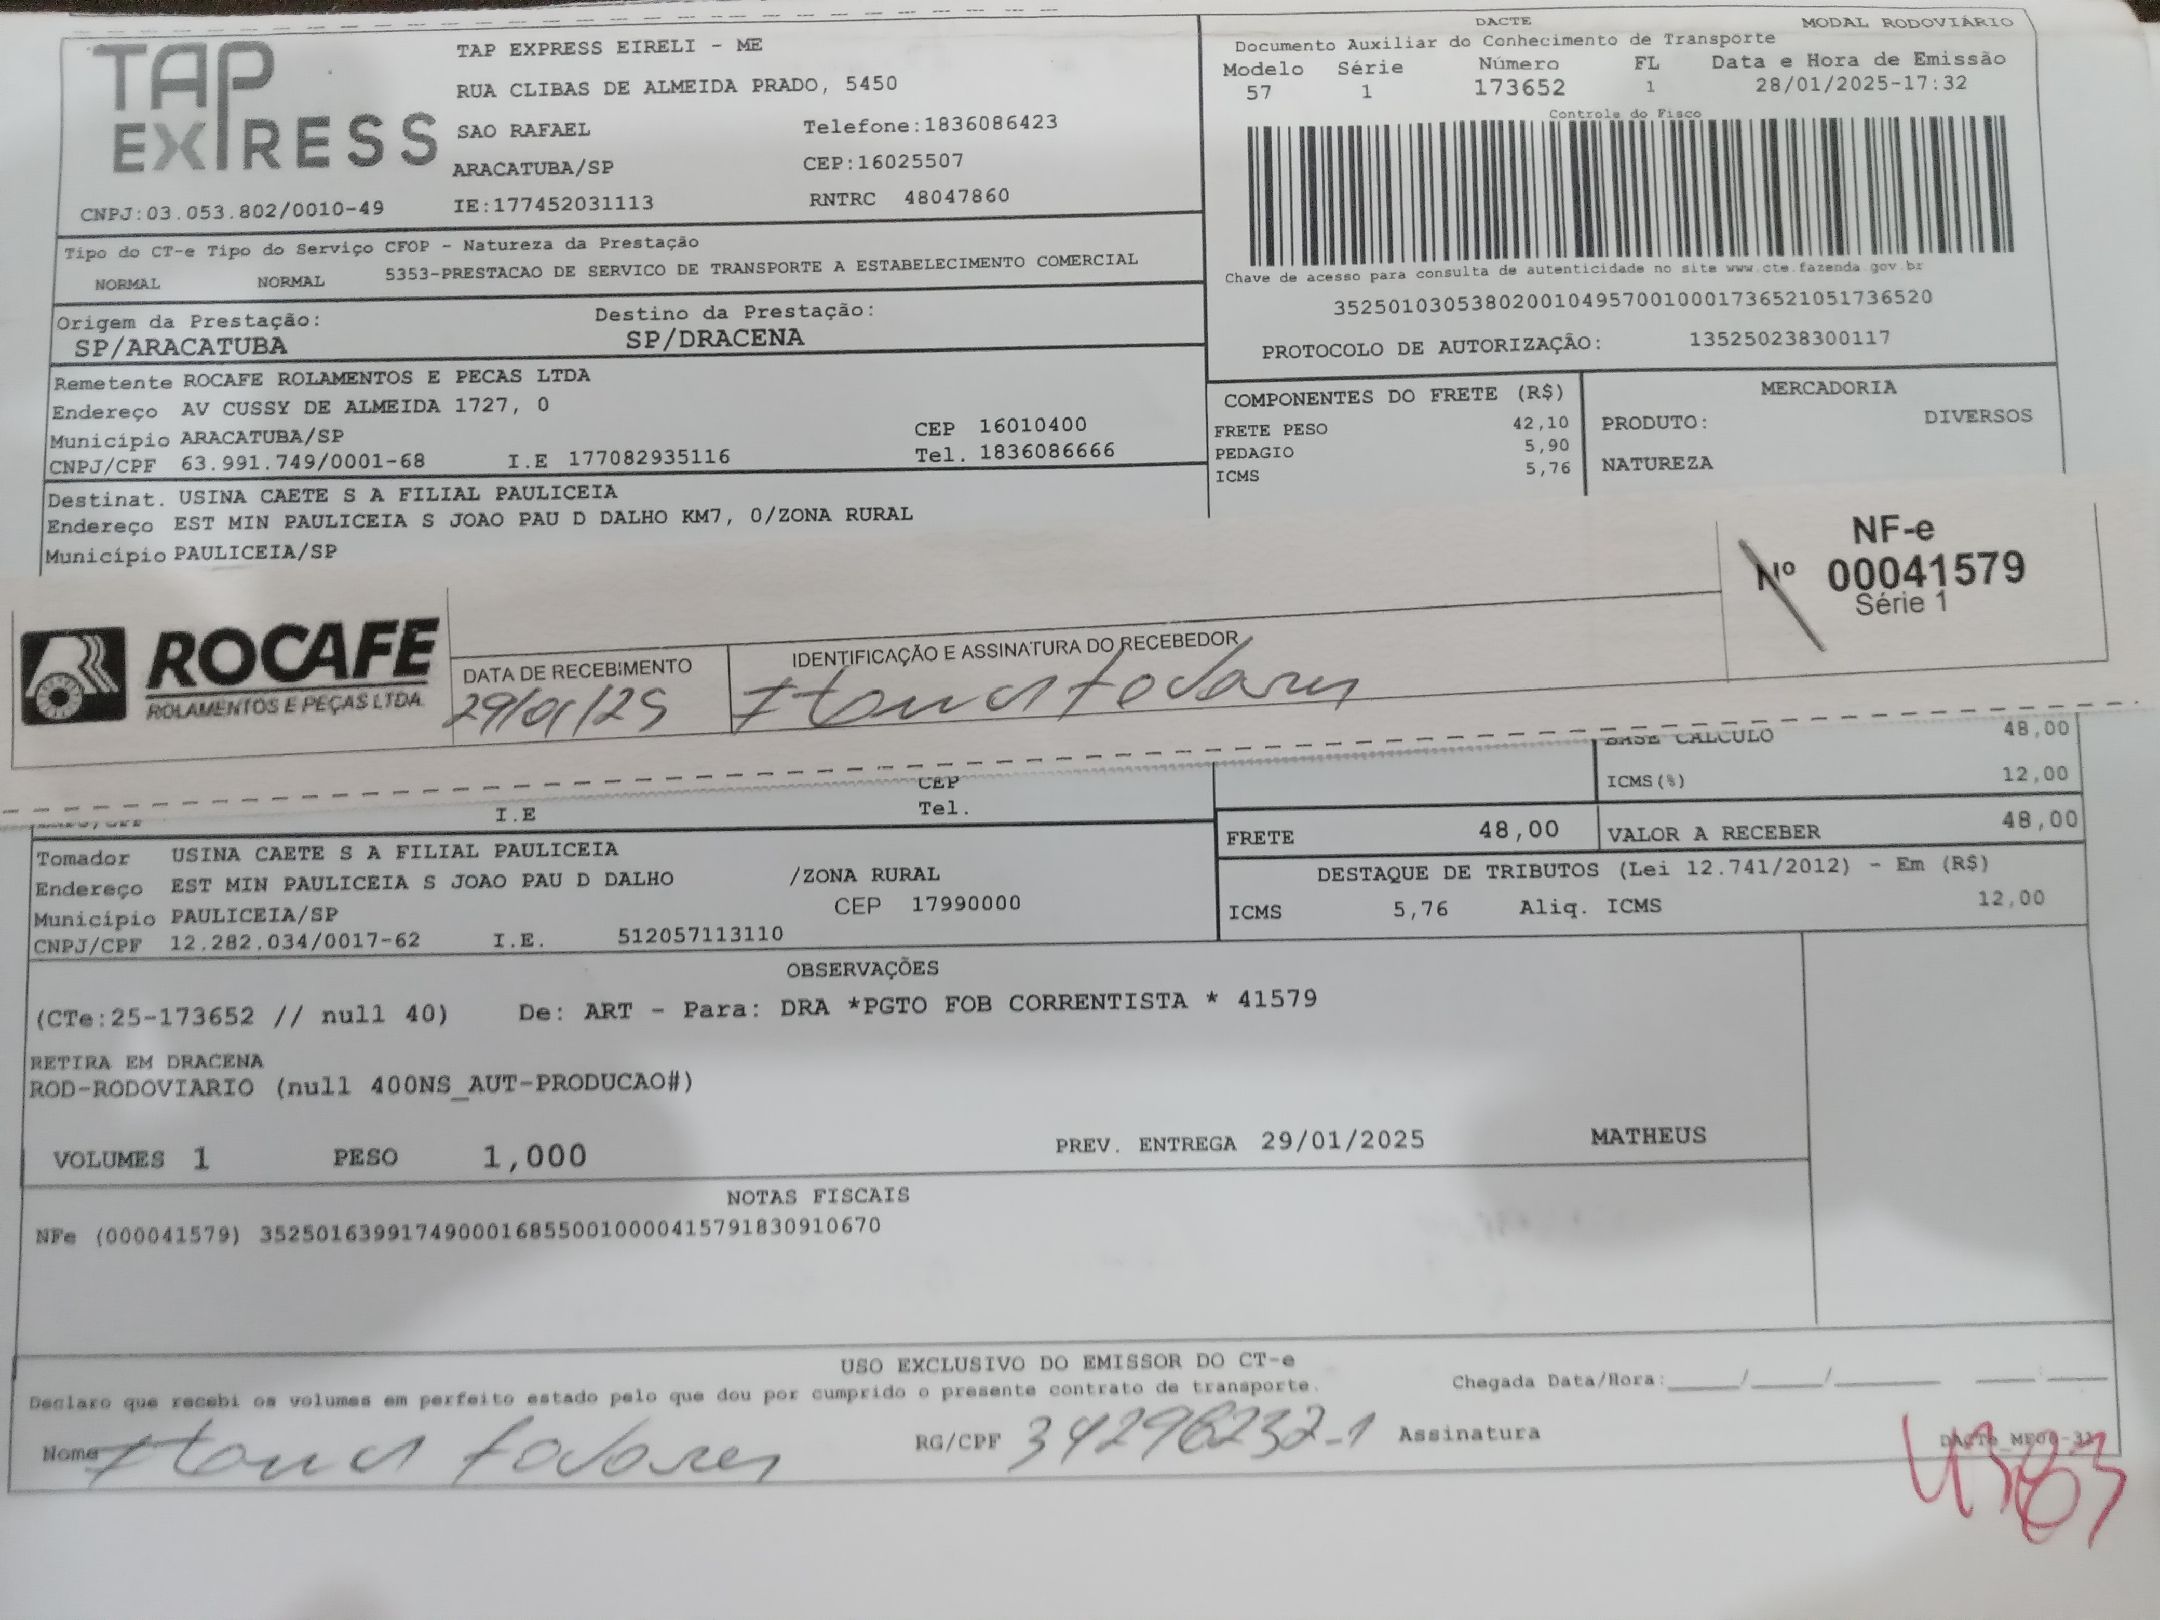 TAP EXPRESS
TAP EXPRESS EIRELI - ME
RUA CLIBAS DE ALMEIDA PRADO, 5450
SAO RAFAEL Telefone:1836086423
ARACATUBA/SP CEP:16025507
CNPJ:03.053.802/0010-49 IE:177452031113 RNTRC 48047860
DACTE MODAL RODOVIÁRIO
Documento Auxiliar do Conhecimento de Transporte
Modelo Série Número FL Data e Hora de Emissão
57 1 173652 1 28/01/2025-17:32
Controle do Fisco
Chave de acesso para consulta de autenticidade no site www.cte.fazenda.gov.br
35250103053802001049570010001736521051736520
PROTOCOLO DE AUTORIZAÇÃO: 135250238300117
Tipo do CT-e Tipo do Serviço CFOP - Natureza da Prestação
NORMAL NORMAL 5353-PRESTACAO DE SERVICO DE TRANSPORTE A ESTABELECIMENTO COMERCIAL
Origem da Prestação: Destino da Prestação:
SP/ARACATUBA SP/DRACENA
Remetente ROCAFE ROLAMENTOS E PECAS LTDA
Endereço AV CUSSY DE ALMEIDA 1727, 0
Município ARACATUBA/SP CEP 16010400
CNPJ/CPF 63.991.749/0001-68 I.E 177082935116 Tel. 1836086666
COMPONENTES DO FRETE (R$)
FRETE PESO 42,10
PEDAGIO 5,90
ICMS 5,76
MERCADORIA
PRODUTO: DIVERSOS
NATUREZA
Destinat. USINA CAETE S A FILIAL PAULICEIA
Endereço EST MIN PAULICEIA S JOAO PAU D DALHO KM7, 0/ZONA RURAL
Município PAULICEIA/SP
NF-e
Nº 00041579
Série 1
ROCAFE
ROLAMENTOS E PEÇAS LTDA.
DATA DE RECEBIMENTO IDENTIFICAÇÃO E ASSINATURA DO RECEBEDOR
29/01/25
BASE CALCULO 48,00
CEP
ICMS(%) 12,00
I.E Tel.
FRETE 48,00 VALOR A RECEBER 48,00
Tomador USINA CAETE S A FILIAL PAULICEIA
Endereço EST MIN PAULICEIA S JOAO PAU D DALHO /ZONA RURAL
Município PAULICEIA/SP CEP 17990000
CNPJ/CPF 12.282.034/0017-62 I.E. 512057113110
DESTAQUE DE TRIBUTOS (Lei 12.741/2012) - Em (R$)
ICMS 5,76 Aliq. ICMS 12,00
OBSERVAÇÕES
(CTe:25-173652 // null 40) De: ART - Para: DRA *PGTO FOB CORRENTISTA * 41579
RETIRA EM DRACENA
ROD-RODOVIARIO (null 400NS_AUT-PRODUCAO#)
VOLUMES 1 PESO 1,000 PREV. ENTREGA 29/01/2025 MATHEUS
NOTAS FISCAIS
NFe (000041579) 35250163991749000168550010000415791830910670
USO EXCLUSIVO DO EMISSOR DO CT-e
Declaro que recebi os volumes em perfeito estado pelo que dou por cumprido o presente contrato de transporte. Chegada Data/Hora:____/____/______ ___:___
Nome RG/CPF 34296232-1 Assinatura